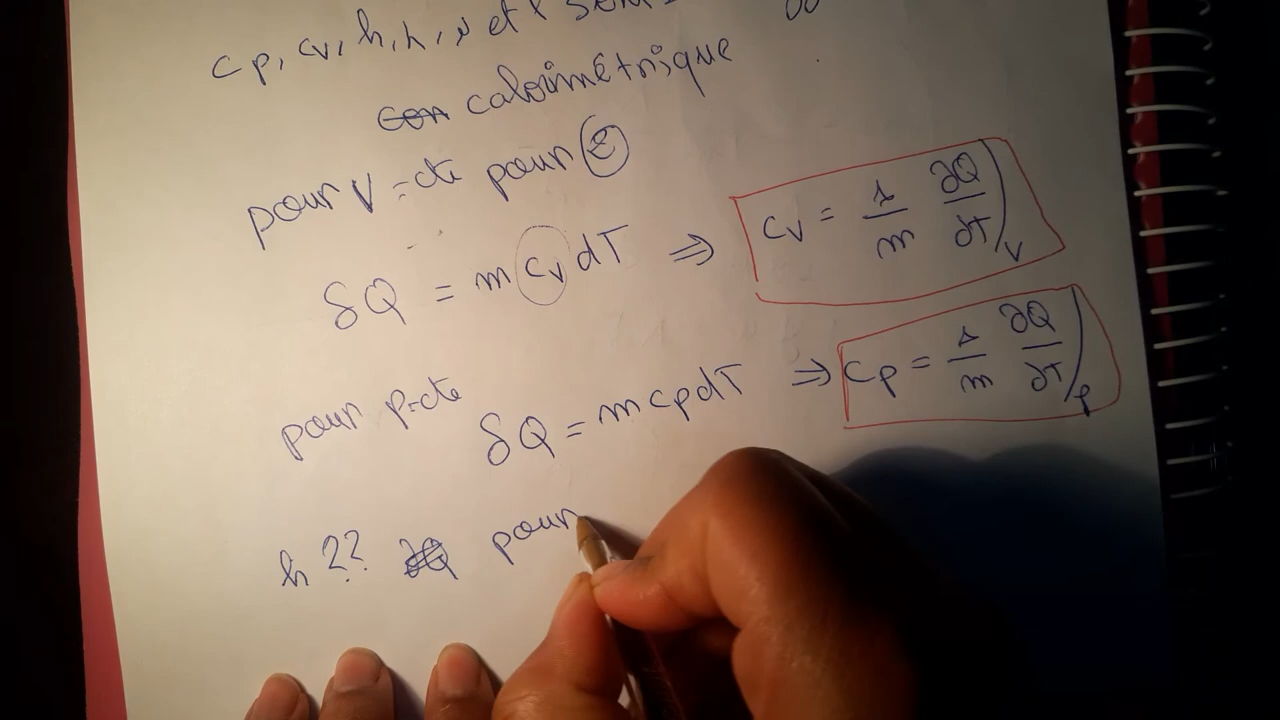 cp, cv, h, λ, μ et
calorimétrique
pour V = cte pour ②
δQ = m cv dT ⇒ cv = 1/m ∂Q/∂T)v
pour p = cte δQ = m cp dT ⇒ cp = 1/m ∂Q/∂T)p
h ?? pour